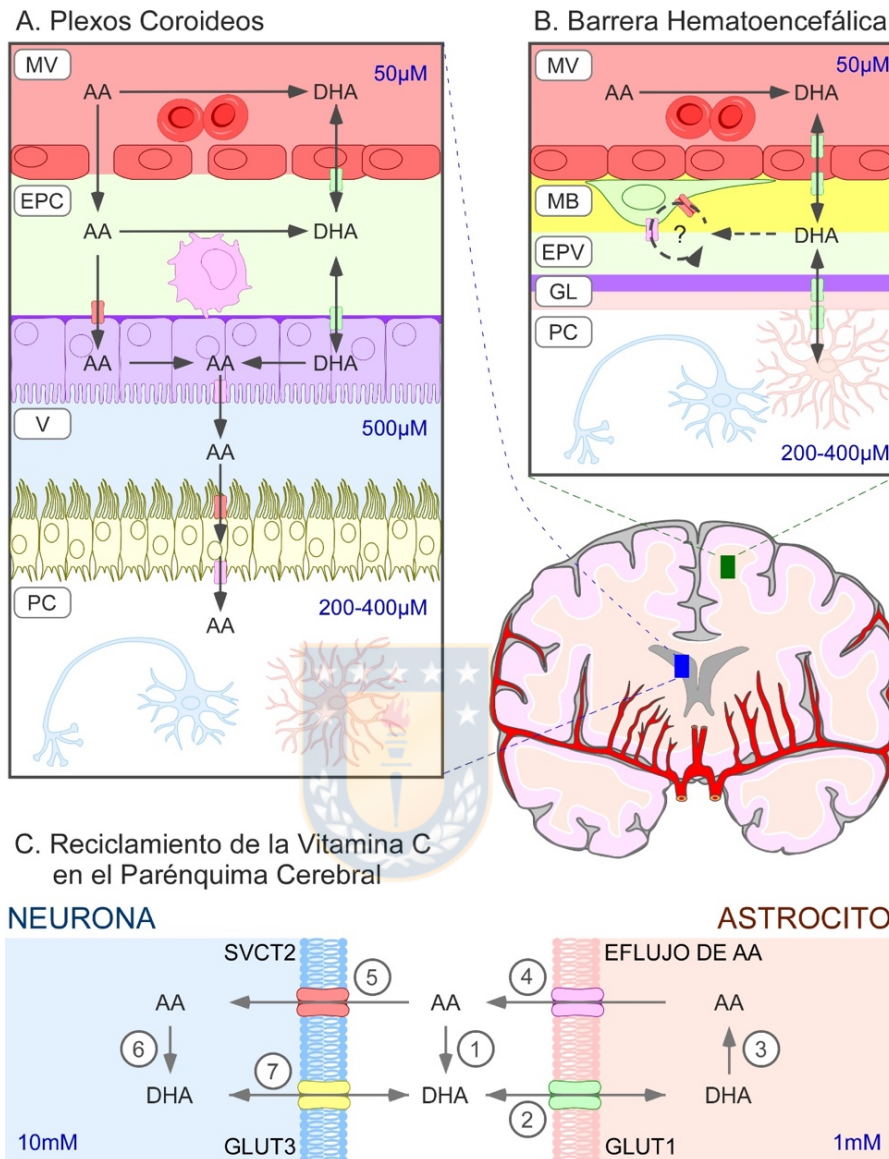 A. Plexos Coroideos
MV
50µM
AA
DHA
EPC
AA
DHA
AA
AA
DHA
V
500µM
AA
PC
200-400µM
AA
B. Barrera Hematoencefálica
MV
50µM
AA
DHA
MB
?
DHA
EPV
GL
PC
200-400µM
C. Reciclamiento de la Vitamina C
en el Parénquima Cerebral
NEURONA
ASTROCITO
SVCT2
EFLUJO DE AA
5
4
AA
AA
AA
6
1
3
7
DHA
DHA
DHA
2
10mM
GLUT3
GLUT1
1mM